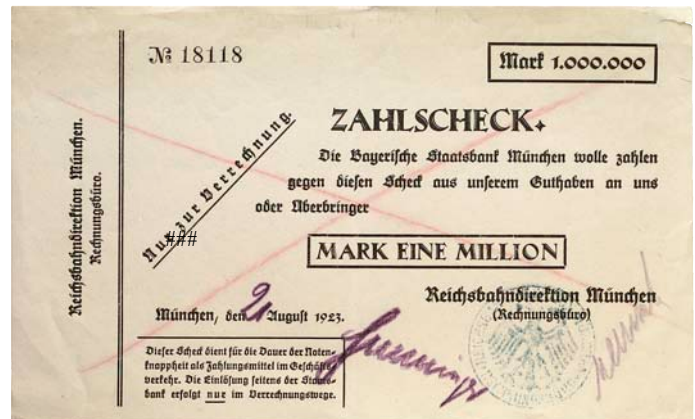 № 18118
Mark 1.000.000
Reichsbahndirektion München.
Rechnungsbüro.
Nur zur Verrechnung.
###
ZAHLSCHECK.
Die Bayerische Staatsbank München wolle zahlen
gegen diesen Scheck aus unserem Guthaben an uns
oder Überbringer
MARK EINE MILLION
Reichsbahndirektion München
(Rechnungsbüro)
München, den 21 August 1923.
Dieser Scheck dient für die Dauer der Noten-
knappheit als Zahlungsmittel im Geschäfts-
verkehr. Die Einlösung seitens der Staats-
bank erfolgt nur im Verrechnungswege.